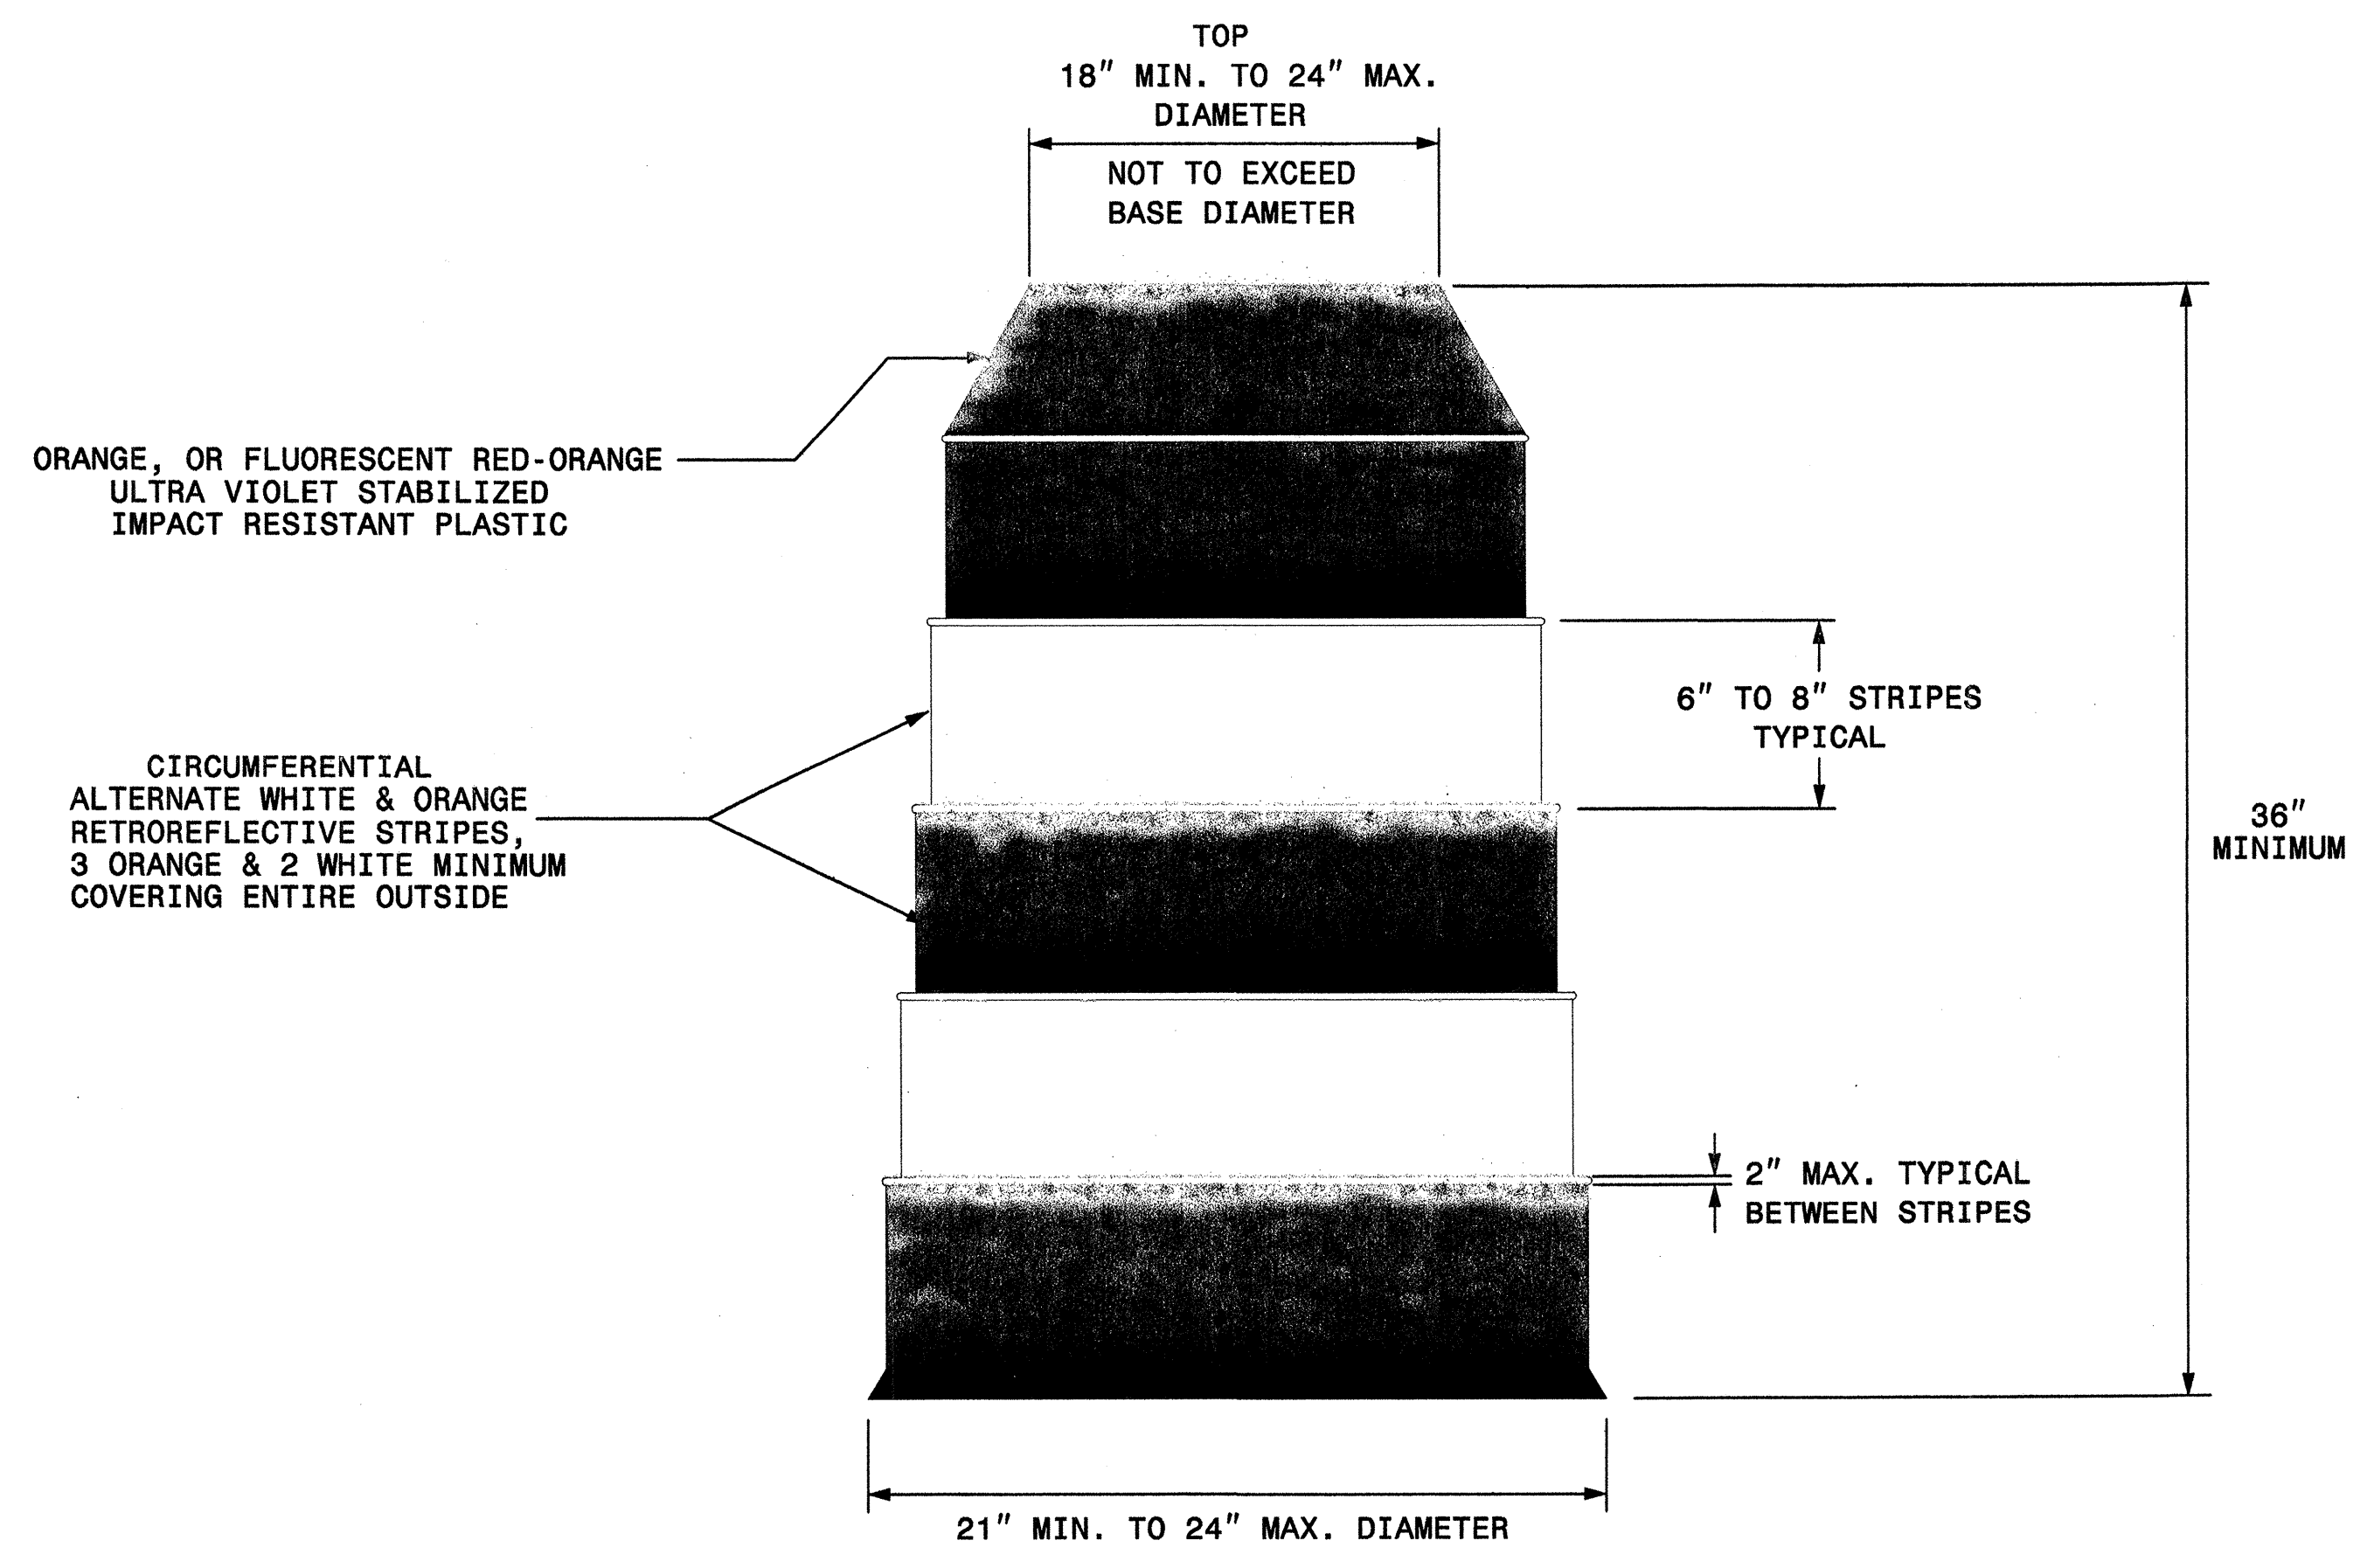 TOP
18" MIN. TO 24" MAX.
DIAMETER
NOT TO EXCEED
BASE DIAMETER
ORANGE, OR FLUORESCENT RED-ORANGE
ULTRA VIOLET STABILIZED
IMPACT RESISTANT PLASTIC
6" TO 8" STRIPES
TYPICAL
CIRCUMFERENTIAL
ALTERNATE WHITE & ORANGE
RETROREFLECTIVE STRIPES,
3 ORANGE & 2 WHITE MINIMUM
COVERING ENTIRE OUTSIDE
36"
MINIMUM
2" MAX. TYPICAL
BETWEEN STRIPES
21" MIN. TO 24" MAX. DIAMETER